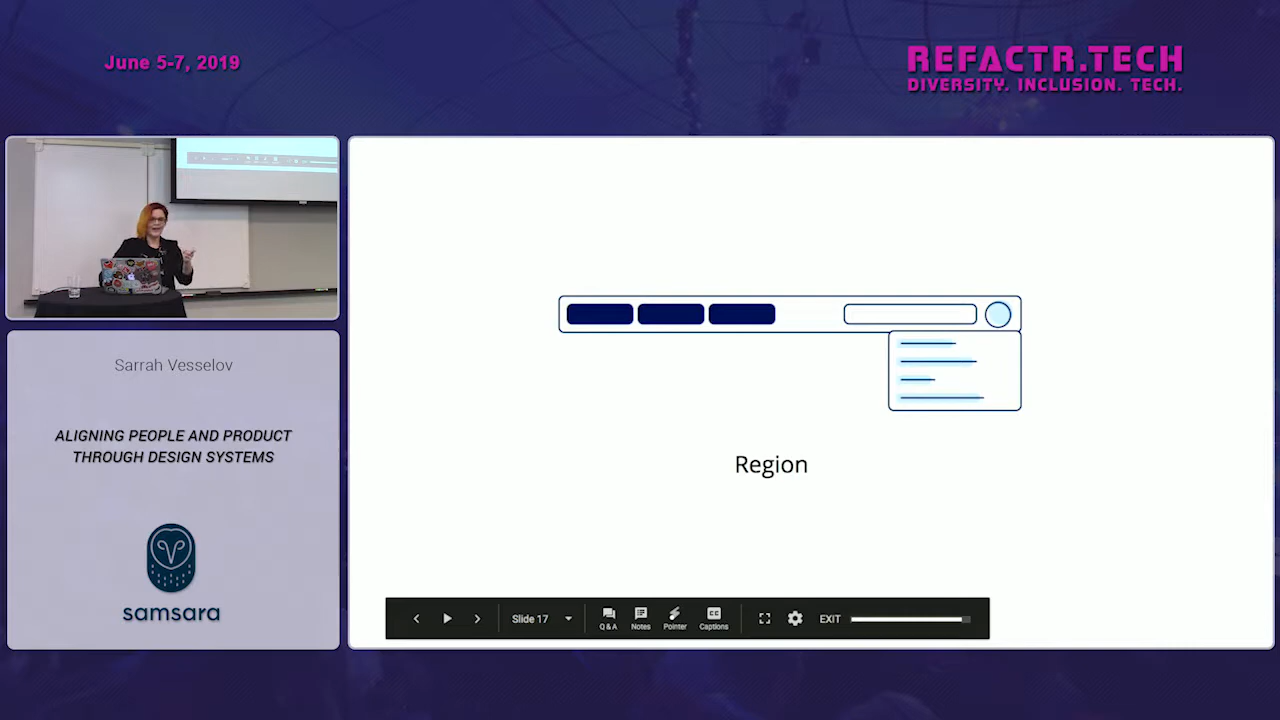 June 5-7, 2019
REFACTR.TECH
DIVERSITY. INCLUSION. TECH.
Sarrah Vesselov
ALIGNING PEOPLE AND PRODUCT
THROUGH DESIGN SYSTEMS
samsara
Region
Slide 17
Q & A
Notes
Pointer
CC
Captions
EXIT